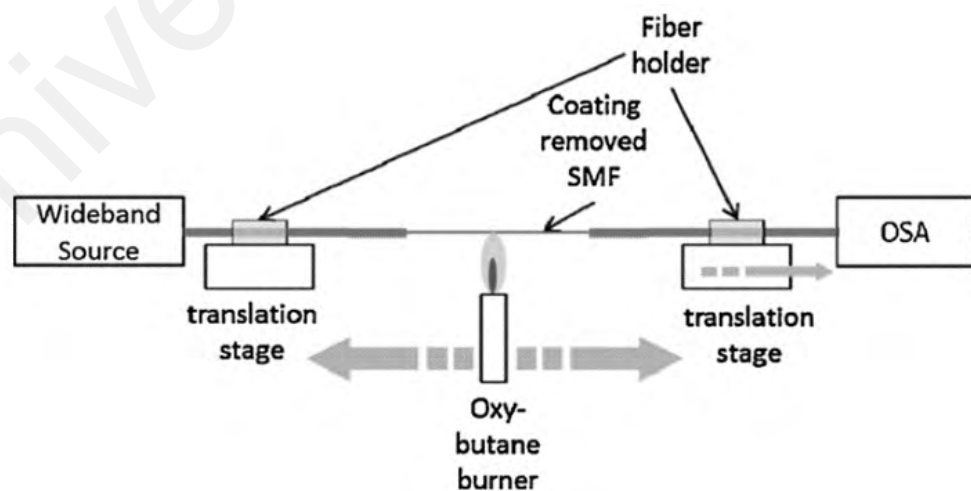 Fiber
holder
Coating
removed
SMF
Wideband
Source
OSA
translation
stage
translation
stage
Oxy-
butane
burner